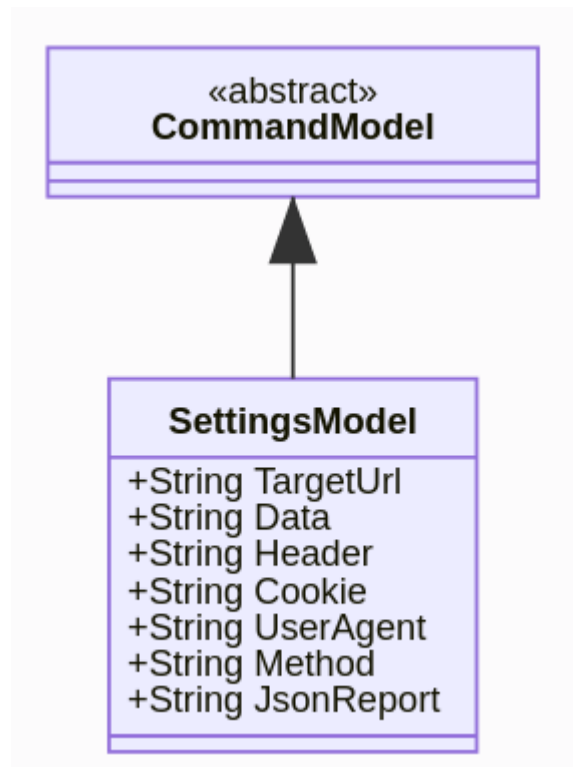 «abstract»
CommandModel
SettingsModel
+String TargetUrl
+String Data
+String Header
+String Cookie
+String UserAgent
+String Method
+String JsonReport